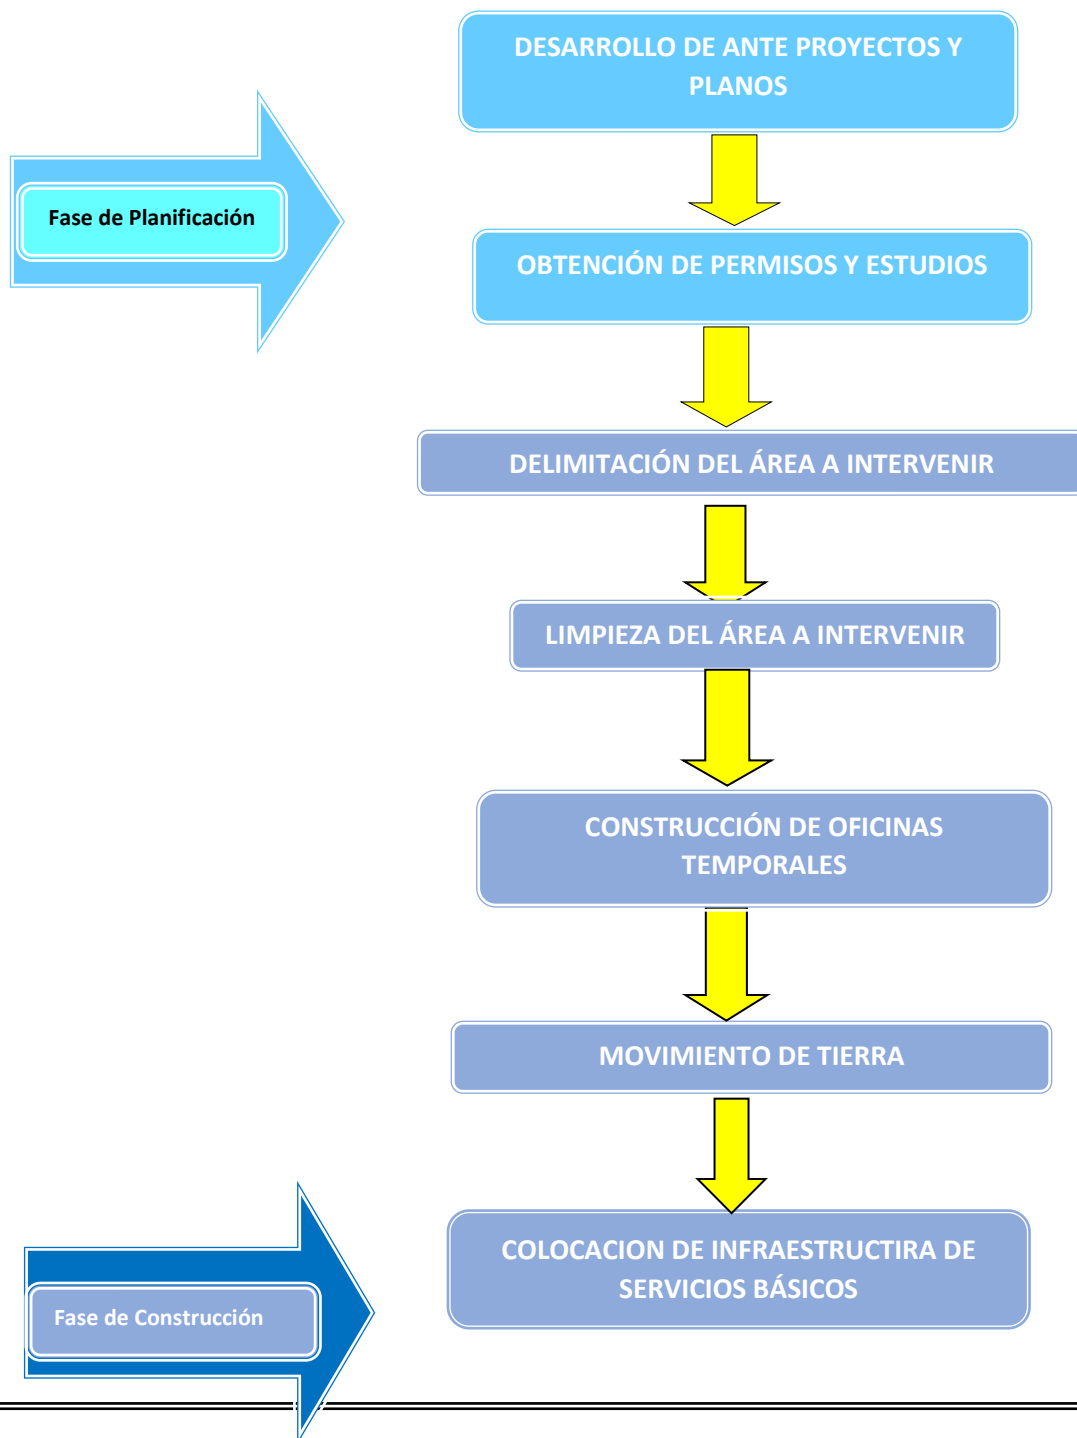 DESARROLLO DE ANTE PROYECTOS Y
PLANOS
Fase de Planificación
OBTENCIÓN DE PERMISOS Y ESTUDIOS
DELIMITACIÓN DEL ÁREA A INTERVENIR
LIMPIEZA DEL ÁREA A INTERVENIR
CONSTRUCCIÓN DE OFICINAS
TEMPORALES
MOVIMIENTO DE TIERRA
COLOCACION DE INFRAESTRUCTIRA DE
SERVICIOS BÁSICOS
Fase de Construcción